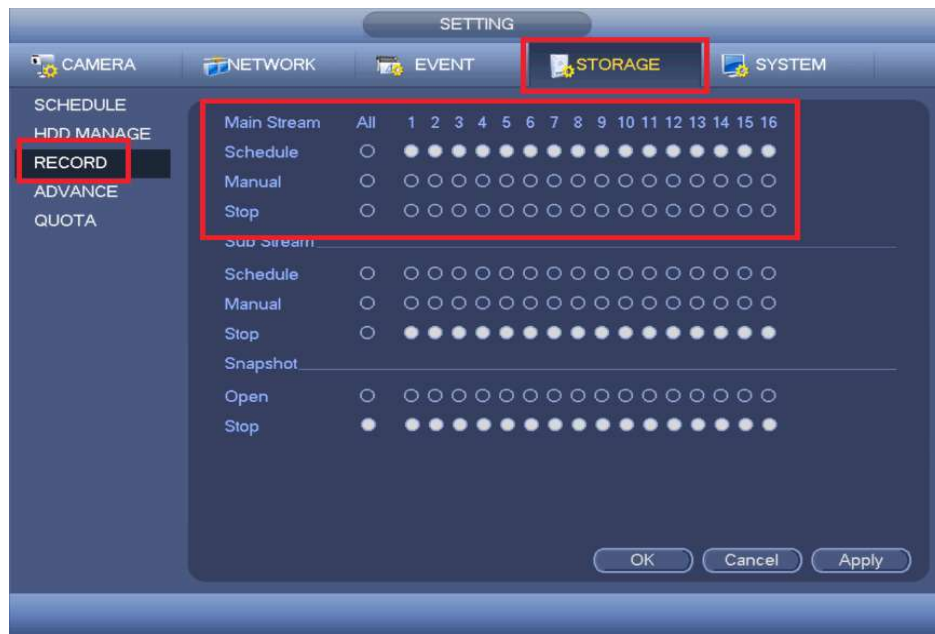 SETTING
CAMERA NETWORK EVENT STORAGE SYSTEM
SCHEDULE
HDD MANAGE
RECORD
ADVANCE
QUOTA
Main Stream All 1 2 3 4 5 6 7 8 9 10 11 12 13 14 15 16
Schedule
Manual
Stop
Sub Stream
Schedule
Manual
Stop
Snapshot
Open
Stop
OK Cancel Apply